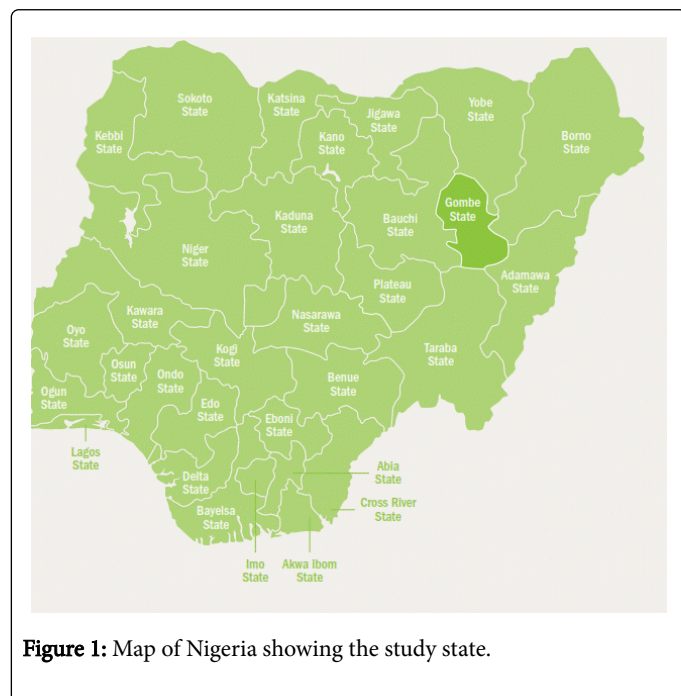 Sokoto
State
Katsina
State
Jigawa
State
Yobe
State
Kebbi
State
Kano
State
Borno
State
Gombe
State
Kaduna
State
Bauchi
State
Niger
State
Adamawa
State
Plateau
State
Kawara
State
Nasarawa
State
Oyo
State
Osun
State
Ondo
State
Kogi
State
Taraba
State
Benue
State
Ogun
State
Edo
State
Eboni
State
Lagos
State
Delta
State
Abia
State
Bayelsa
State
Cross River
State
Imo
State
Akwa Ibom
State
Figure 1: Map of Nigeria showing the study state.